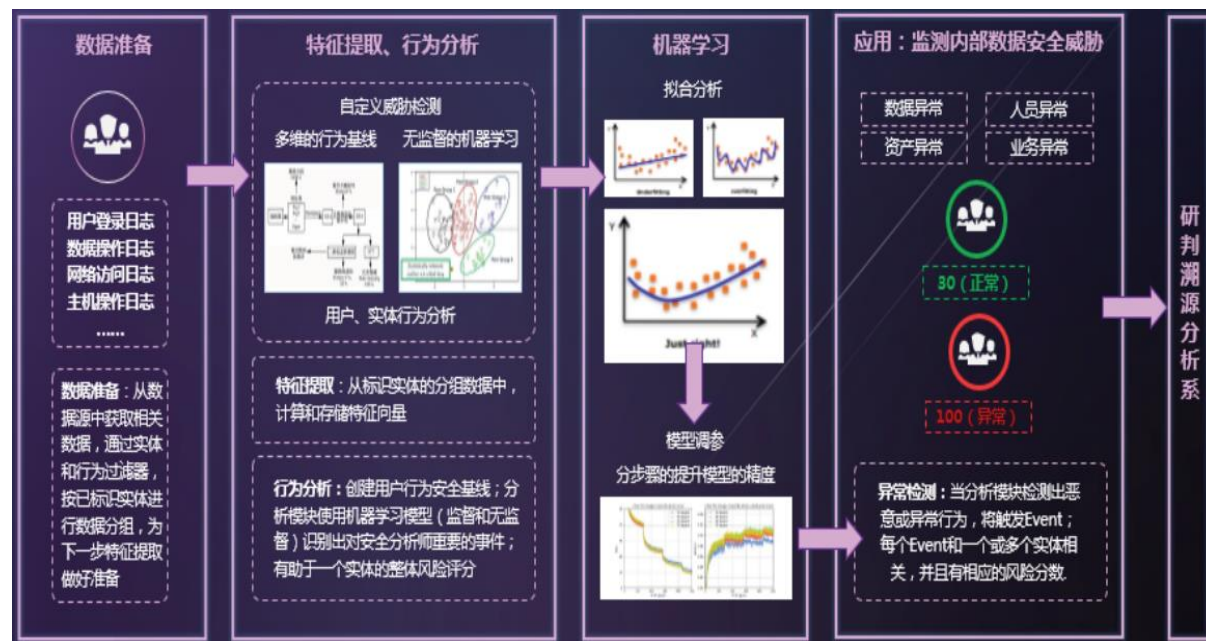 数据准备
用户登录日志
数据操作日志
网络访问日志
主机操作日志
......
数据准备：从数
据源中获取相关
数据，通过实体
和行为过滤器，
按已标识实体进
行数据分组，为
下一步特征提取
做好准备
特征提取、行为分析
自定义威胁检测
多维的行为基线 无监督的机器学习
用户、实体行为分析
特征提取：从标识实体的分组数据中，
计算和存储特征向量
行为分析：创建用户行为安全基线；分
析模块使用机器学习模型（监督和无监
督）识别出对安全分析师重要的事件；
有助于一个实体的整体风险评分
机器学习
拟合分析
Y
X
Just right!
模型调参
分步骤的提升模型的精度
应用：监测内部数据安全威胁
数据异常 人员异常
资产异常 业务异常
30（正常）
100（异常）
异常检测：当分析模块检测出恶
意或异常行为，将触发Event；
每个Event和一个或多个实体相
关，并且有相应的风险分数.
研
判
溯
源
分
析
系